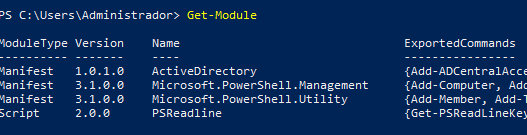 PS C:\Users\Administrador> Get-Module
ModuleType Version Name ExportedCommands
---------- ------- ---- ----------------
Manifest 1.0.1.0 ActiveDirectory {Add-ADCentralAcce
Manifest 3.1.0.0 Microsoft.PowerShell.Management {Add-Computer, Add
Manifest 3.1.0.0 Microsoft.PowerShell.Utility {Add-Member, Add-T
Script 2.0.0 PSReadline {Get-PSReadLineKey